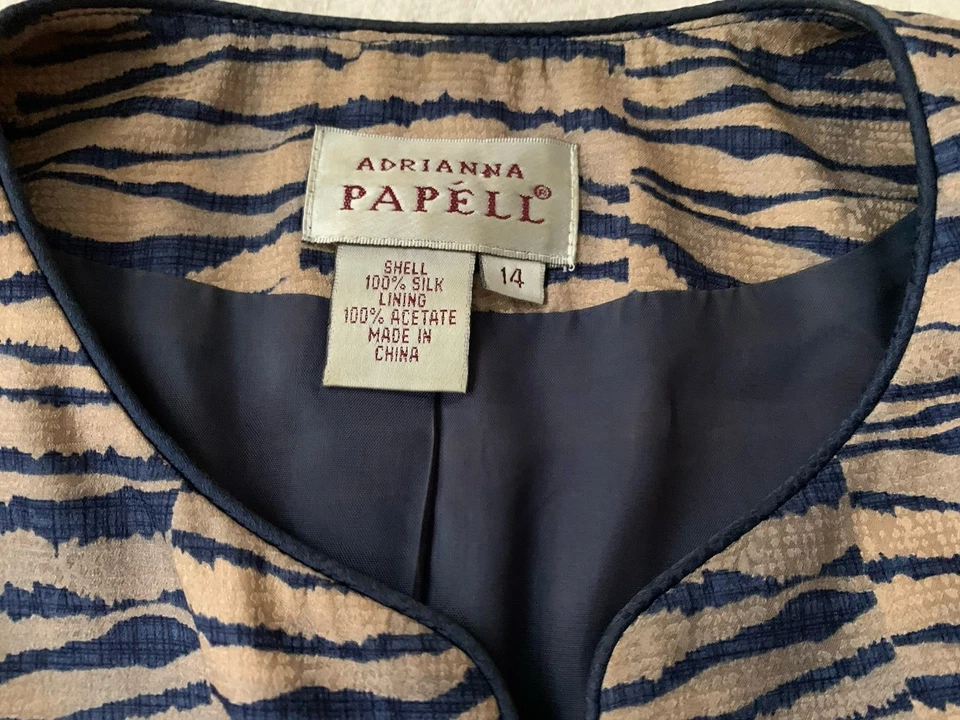 ADRIANNA
PAPÉLL®
14
SHELL
100% SILK
LINING
100% ACETATE
MADE IN
CHINA